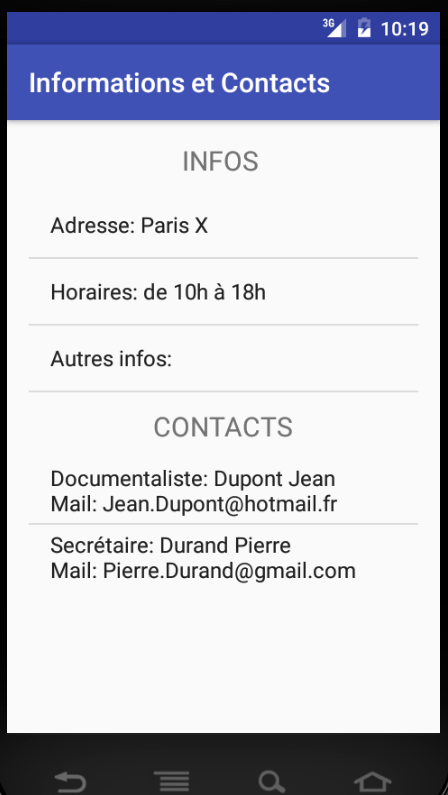 3G 10:19
Informations et Contacts
INFOS
Adresse: Paris X
Horaires: de 10h à 18h
Autres infos:
CONTACTS
Documentaliste: Dupont Jean
Mail: Jean.Dupont@hotmail.fr
Secrétaire: Durand Pierre
Mail: Pierre.Durand@gmail.com